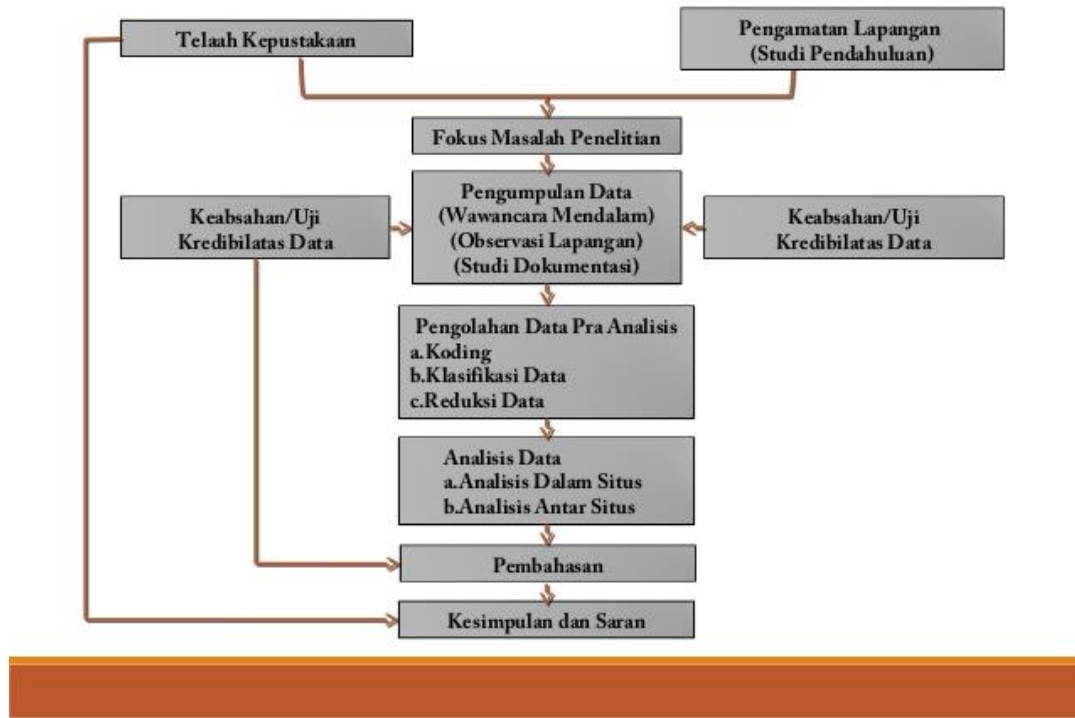 Telaah Kepustakaan
Pengamatan Lapangan
(Studi Pendahuluan)
Fokus Masalah Penelitian
Keabsahan/Uji
Kredibilatas Data
Pengumpulan Data
(Wawancara Mendalam)
(Observasi Lapangan)
(Studi Dokumentasi)
Keabsahan/Uji
Kredibilatas Data
Pengolahan Data Pra Analisis
a.Koding
b.Klasifikasi Data
c.Reduksi Data
Analisis Data
a.Analisis Dalam Situs
b.Analisis Antar Situs
Pembahasan
Kesimpulan dan Saran